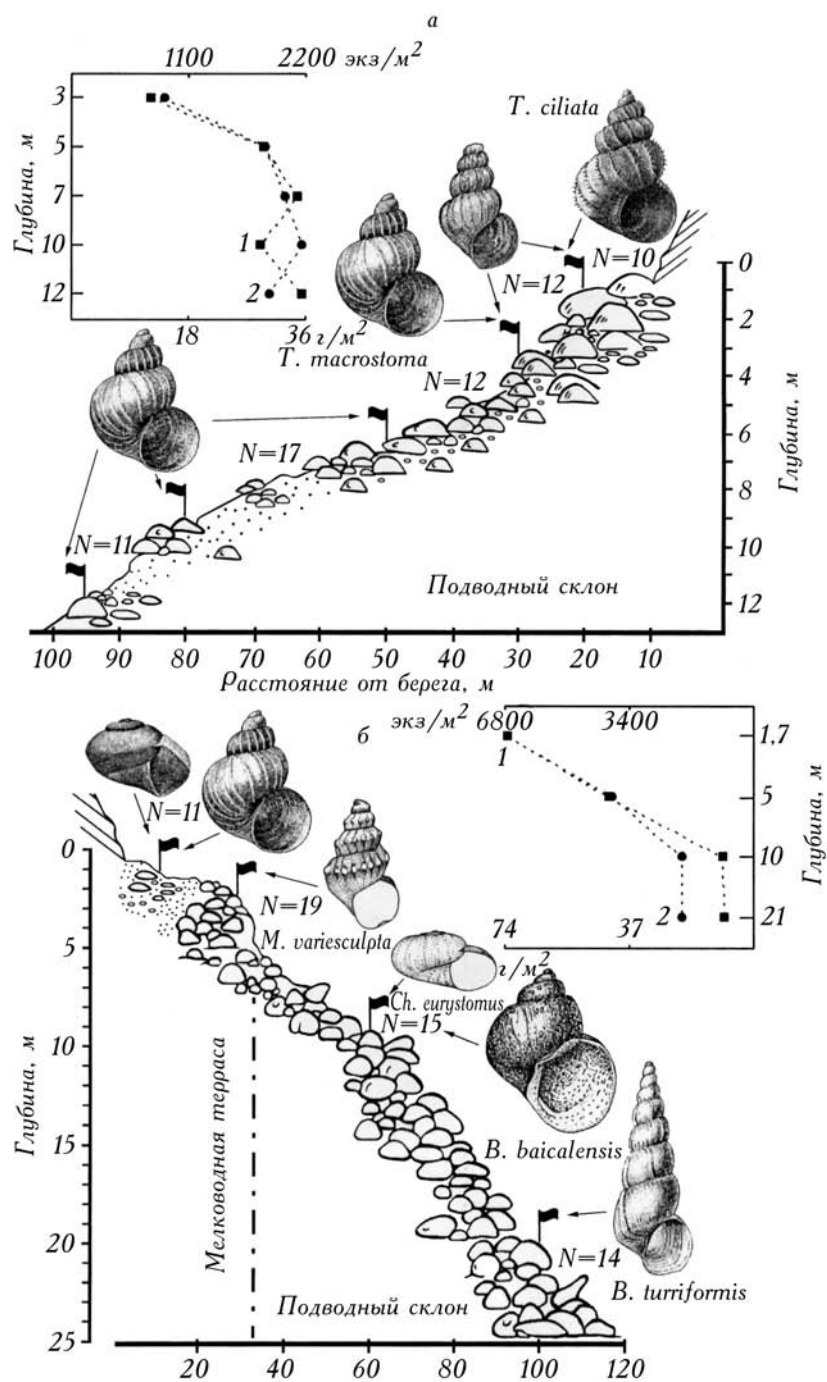 а
1100 2200 экз/м²
Глубина, м
3
5
7
10
12
1
2
18 36 г/м²
T. ciliata
T. macrostoma
N=10
N=12
N=12
N=17
N=11
0
2
4
6
8
10
12
Глубина, м
Подводный склон
100 90 80 70 60 50 40 30 20 10
Расстояние от берега, м
б
экз/м² 6800 3400
1
1,7
5
10
21
Глубина, м
2
74 37
г/м²
N=11
N=19
M. variesculpta
Ch. eurystomus
N=15
B. baicalensis
N=14
B. turriformis
0
5
10
15
20
25
Глубина, м
Мелководная терраса
Подводный склон
20 40 60 80 100 120